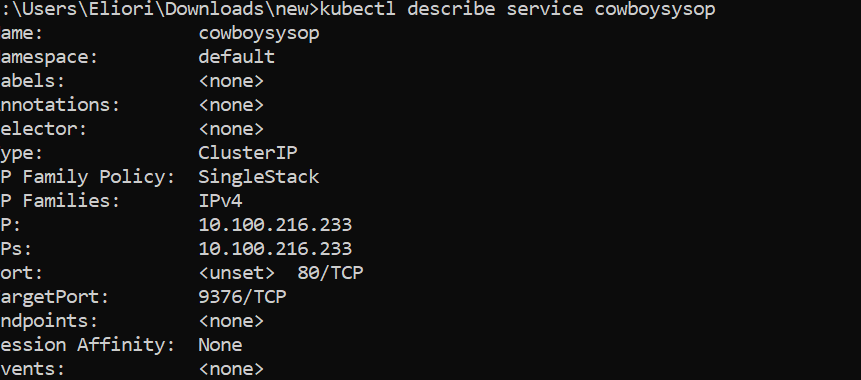 :\Users\Eliori\Downloads\new>kubectl describe service cowboysysop
ame: cowboysysop
amespace: default
abels: <none>
nnotations: <none>
elector: <none>
ype: ClusterIP
P Family Policy: SingleStack
P Families: IPv4
P: 10.100.216.233
Ps: 10.100.216.233
ort: <unset> 80/TCP
argetPort: 9376/TCP
ndpoints: <none>
ession Affinity: None
vents: <none>